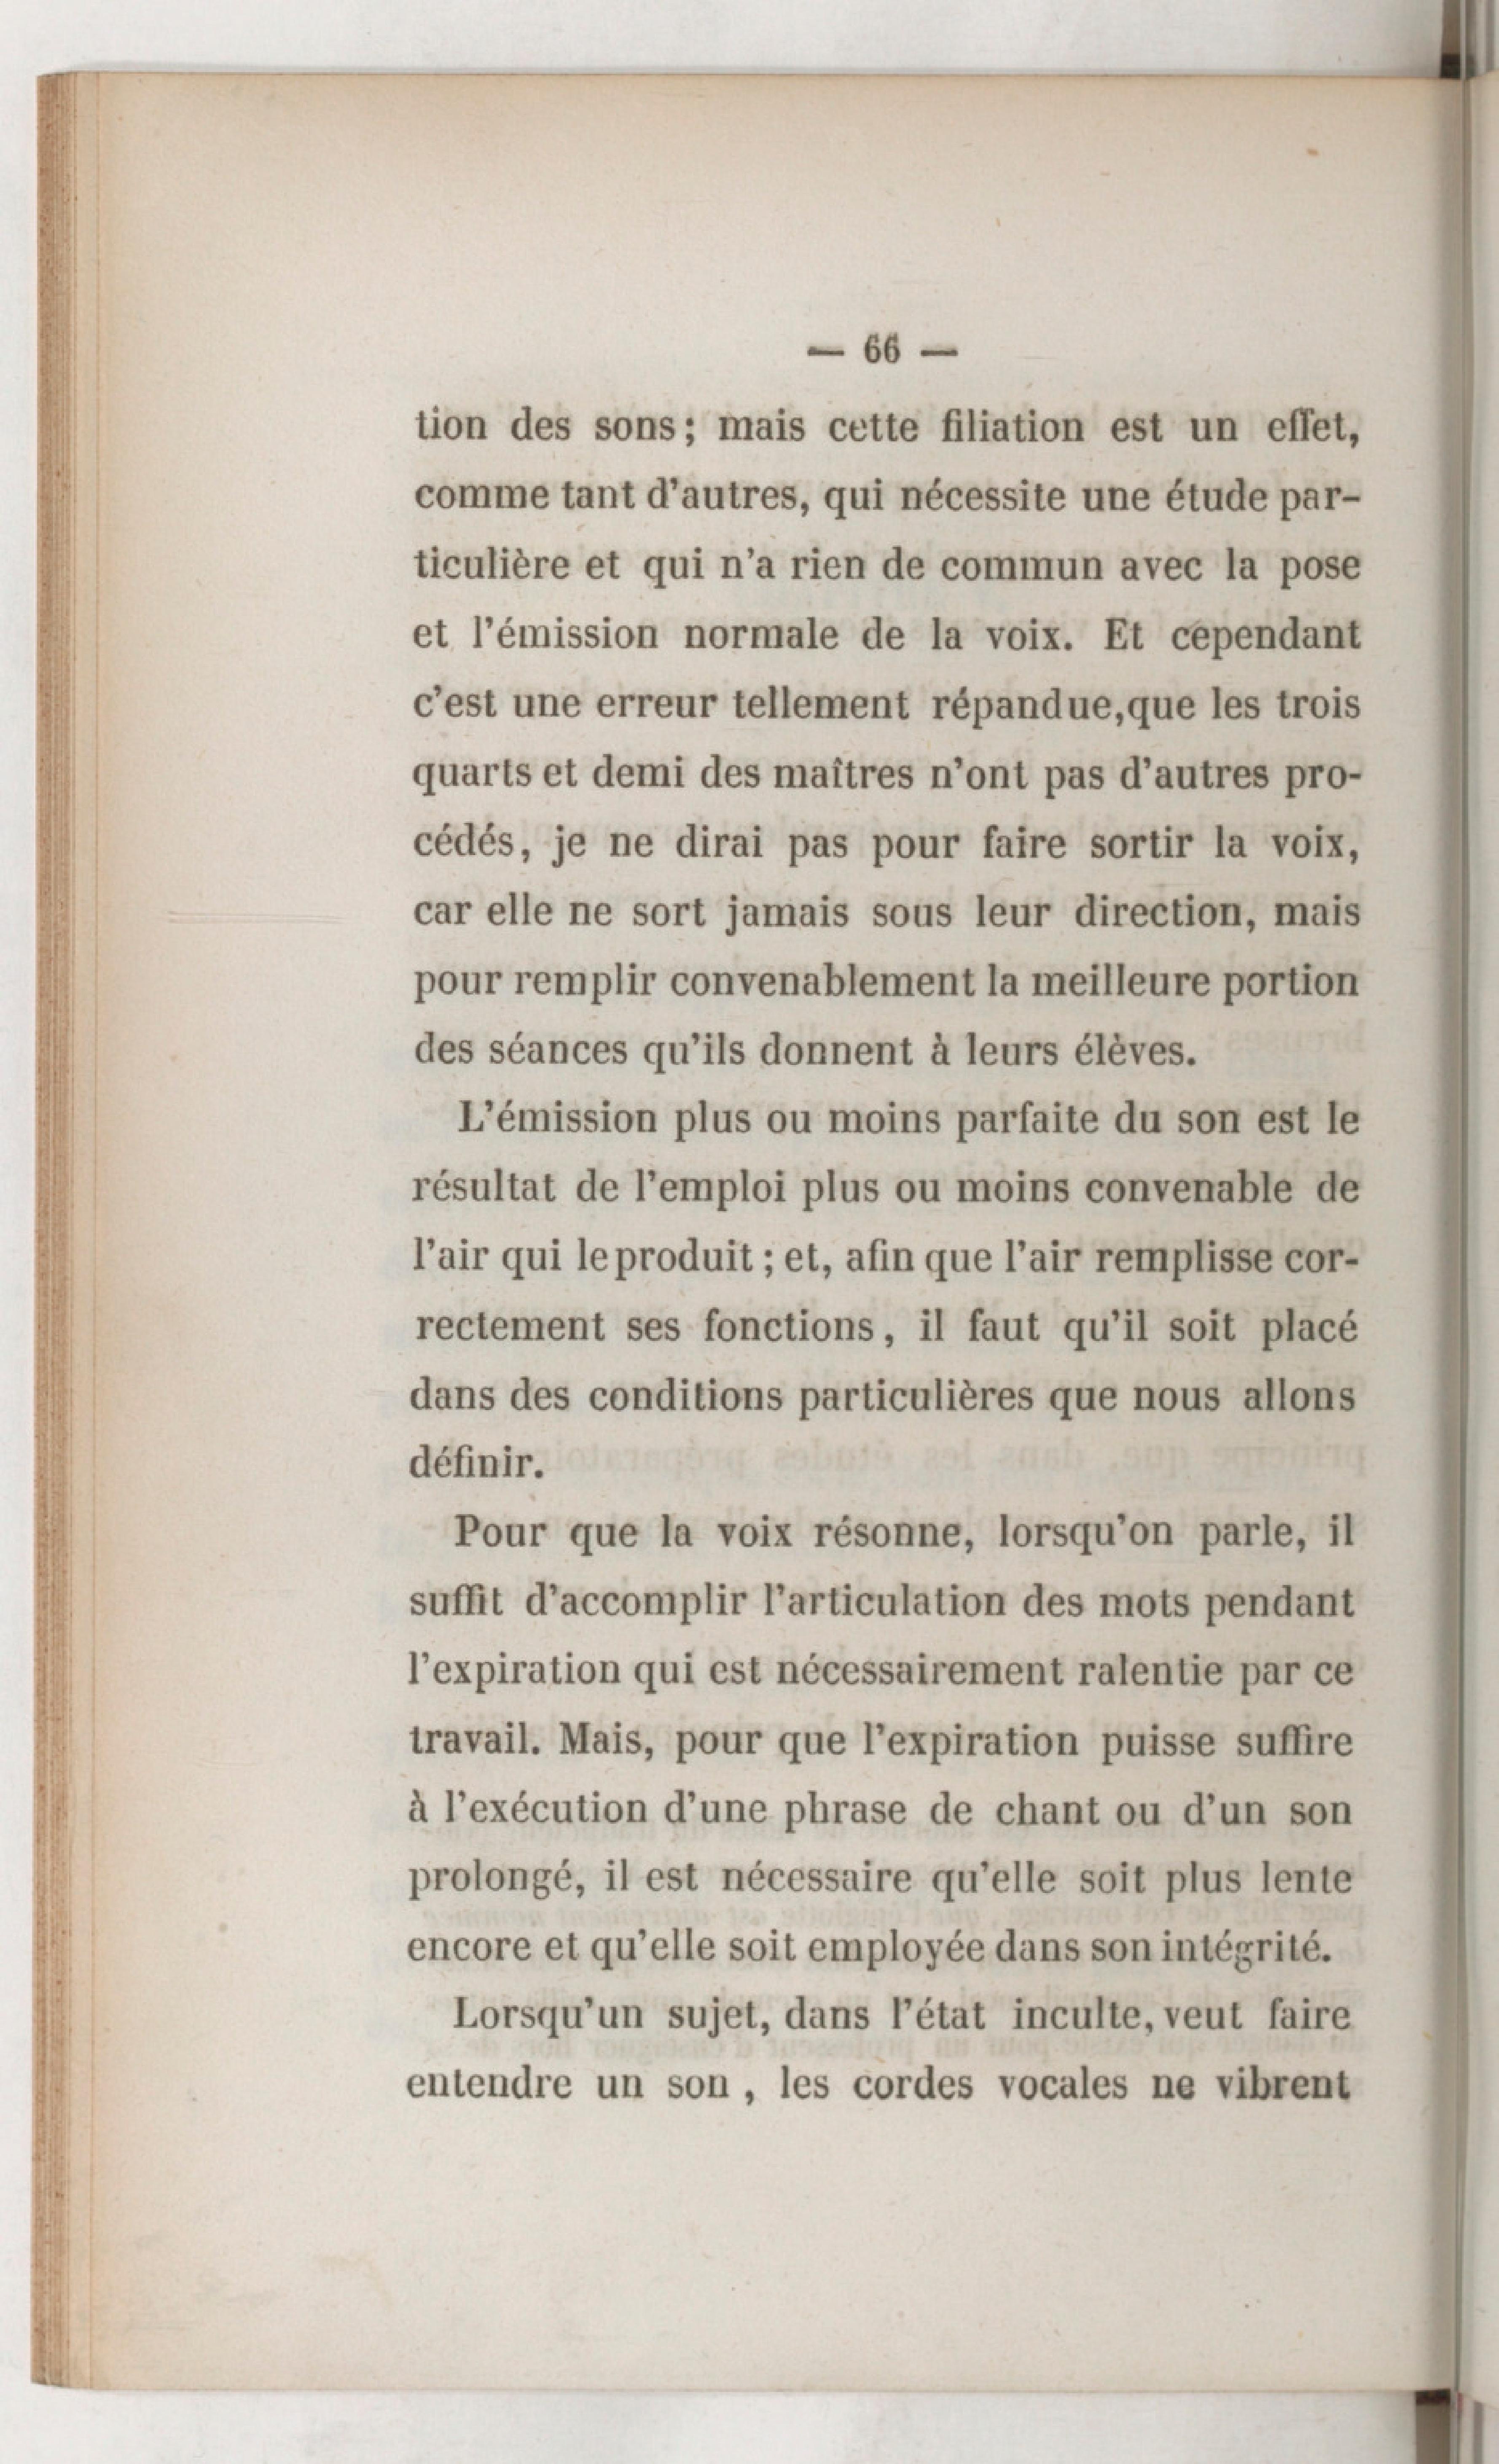 — 66 —
tion des sons; mais cette filiation est un effet,
comme tant d'autres, qui nécessite une étude par-
ticulière et qui n'a rien de commun avec la pose
et l'émission normale de la voix. Et cependant
c'est une erreur tellement répandue, que les trois
quarts et demi des maîtres n'ont pas d'autres pro-
cédés, je ne dirai pas pour faire sortir la voix,
car elle ne sort jamais sous leur direction, mais
pour remplir convenablement la meilleure portion
des séances qu'ils donnent à leurs élèves.
L'émission plus ou moins parfaite du son est le
résultat de l'emploi plus ou moins convenable de
l'air qui le produit ; et, afin que l'air remplisse cor-
rectement ses fonctions, il faut qu'il soit placé
dans des conditions particulières que nous allons
définir.
Pour que la voix résonne, lorsqu'on parle, il
suffit d'accomplir l'articulation des mots pendant
l'expiration qui est nécessairement ralentie par ce
travail. Mais, pour que l'expiration puisse suffire
à l'exécution d'une phrase de chant ou d'un son
prolongé, il est nécessaire qu'elle soit plus lente
encore et qu'elle soit employée dans son intégrité.
Lorsqu'un sujet, dans l'état inculte, veut faire
entendre un son, les cordes vocales ne vibrent